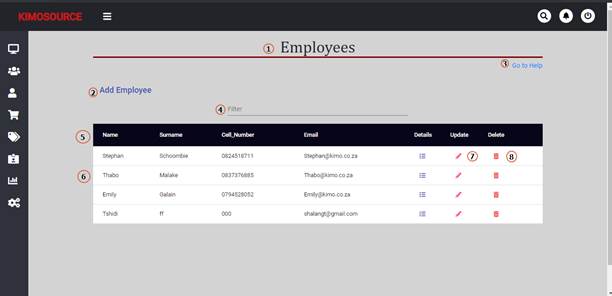 KIMOSOURCE
1 Employees
3 Go to Help
2 Add Employee
4 Filter
5 Name Surname Cell_Number Email Details Update Delete
Stephan Schoombie 0824518711 Stephan@kimo.co.za 7 8
6 Thabo Malake 0837376885 Thabo@kimo.co.za
Emily Galain 0794528052 Emily@kimo.co.za
Tshidi ff 000 shalangt@gmail.com